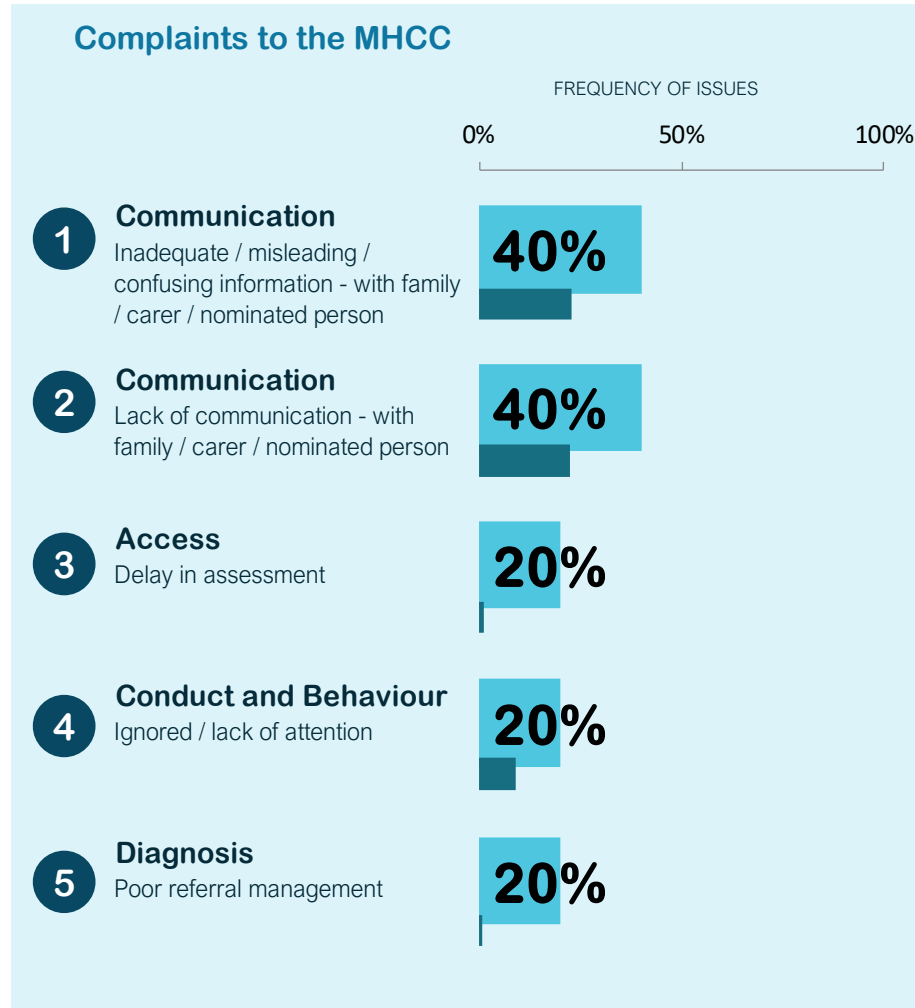 Complaints to the MHCC
FREQUENCY OF ISSUES
0% 50% 100%
1 Communication
Inadequate / misleading /
confusing information - with family
/ carer / nominated person
40%
2 Communication
Lack of communication - with
family / carer / nominated person
40%
3 Access
Delay in assessment
20%
4 Conduct and Behaviour
Ignored / lack of attention
20%
5 Diagnosis
Poor referral management
20%